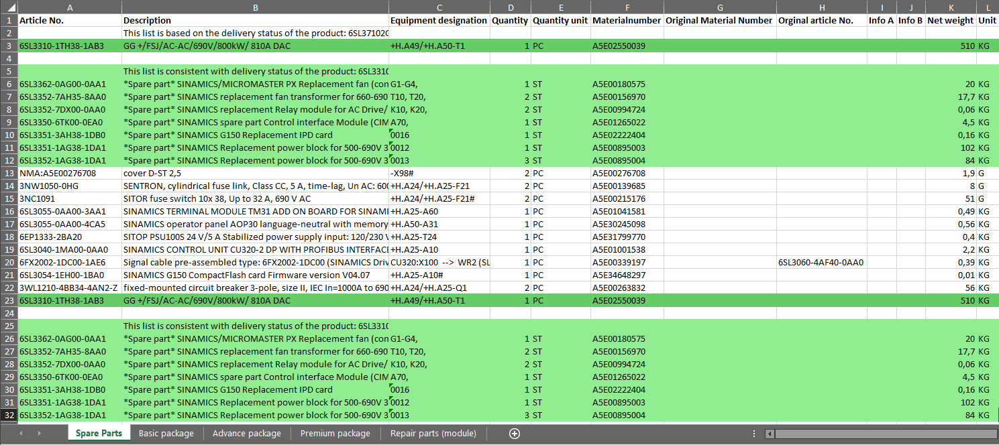 A B C D E F G H I J K L
1 Article No. Description Equipment designation Quantity Quantity unit Materialnumber Original Material Number Orginal article No. Info A Info B Net weight Unit
2 This list is based on the delivery status of the product: 6SL37102G
3 6SL3310-1TH38-1AB3 GG +/FSJ/AC-AC/690V/800kW/ 810A DAC +H.A49/+H.A50-T1 1 PC A5E02550039 510 KG
4
5 This list is consistent with delivery status of the product: 6SL3310
6 6SL3362-0AG00-0AA1 *Spare part* SINAMICS/MICROMASTER PX Replacement fan (con G1-G4, 1 ST A5E00180575 20 KG
7 6SL3352-7AH35-8AA0 *Spare part* SINAMICS replacement fan transformer for 660-690 T10, T20, 2 ST A5E00156970 17,7 KG
8 6SL3352-7DX00-0AA0 *Spare part* SINAMICS replacement Relay module for AC Drive/ K10, K20, 2 ST A5E00994724 0,06 KG
9 6SL3350-6TK00-0EA0 *Spare part* SINAMICS spare part Control interface Module (CIM A70, 1 ST A5E01265022 4,5 KG
10 6SL3351-3AH38-1DB0 *Spare part* SINAMICS G150 Replacement IPD card 0016 1 ST A5E02222404 0,16 KG
11 6SL3351-1AG38-1DA1 *Spare part* SINAMICS Replacement power block for 500-690V 3 0012 1 ST A5E00895003 102 KG
12 6SL3352-1AG38-1DA1 *Spare part* SINAMICS Replacement power block for 500-690V 3 0013 3 ST A5E00895004 84 KG
13 NMA:A5E00276708 cover D-ST 2,5 -X98# 2 PC A5E00276708 1,9 G
14 3NW1050-0HG SENTRON, cylindrical fuse link, Class CC, 5 A, time-lag, Un AC: 600 +H.A24/+H.A25-F21 2 PC A5E00139685 8 G
15 3NC1091 SITOR fuse switch 10x 38, Up to 32 A, 690 V AC +H.A24/+H.A25-F21# 2 PC A5E00215176 51 G
16 6SL3055-0AA00-3AA1 SINAMICS TERMINAL MODULE TM31 ADD ON BOARD FOR SINAMI +H.A25-A60 1 PC A5E01041581 0,49 KG
17 6SL3055-0AA00-4CA5 SINAMICS operator panel AOP30 language-neutral with memory +H.A50-A31 1 PC A5E30245098 0,56 KG
18 6EP1333-2BA20 SITOP PSU100S 24 V/5 A Stabilized power supply input: 120/230 V +H.A25-T24 1 PC A5E31799770 0,4 KG
19 6SL3040-1MA00-0AA0 SINAMICS CONTROL UNIT CU320-2 DP WITH PROFIBUS INTERFACE +H.A25-A10 1 PC A5E01001538 2,2 KG
20 6FX2002-1DC00-1AE6 Signal cable pre-assembled type: 6FX2002-1DC00 (SINAMICS Driv CU320:X100 --> WR2 (SL 1 PC A5E00339197 6SL3060-4AF40-0AA0 0,39 KG
21 6SL3054-1EH00-1BA0 SINAMICS G150 CompactFlash card Firmware version V04.07 +H.A25-A10# 1 PC A5E34648297 0,01 KG
22 3WL1210-4BB34-4AN2-Z fixed-mounted circuit breaker 3-pole, size II, IEC In=1000A to 690 +H.A24/+H.A25-Q1 2 PC A5E00263832 56 KG
23 6SL3310-1TH38-1AB3 GG +/FSJ/AC-AC/690V/800kW/ 810A DAC +H.A49/+H.A50-T1 1 PC A5E02550039 510 KG
24
25 This list is consistent with delivery status of the product: 6SL3310
26 6SL3362-0AG00-0AA1 *Spare part* SINAMICS/MICROMASTER PX Replacement fan (con G1-G4, 1 ST A5E00180575 20 KG
27 6SL3352-7AH35-8AA0 *Spare part* SINAMICS replacement fan transformer for 660-690 T10, T20, 2 ST A5E00156970 17,7 KG
28 6SL3352-7DX00-0AA0 *Spare part* SINAMICS replacement Relay module for AC Drive/ K10, K20, 2 ST A5E00994724 0,06 KG
29 6SL3350-6TK00-0EA0 *Spare part* SINAMICS spare part Control interface Module (CIM A70, 1 ST A5E01265022 4,5 KG
30 6SL3351-3AH38-1DB0 *Spare part* SINAMICS G150 Replacement IPD card 0016 1 ST A5E02222404 0,16 KG
31 6SL3351-1AG38-1DA1 *Spare part* SINAMICS Replacement power block for 500-690V 3 0012 1 ST A5E00895003 102 KG
32 6SL3352-1AG38-1DA1 *Spare part* SINAMICS Replacement power block for 500-690V 3 0013 3 ST A5E00895004 84 KG
Spare Parts Basic package Advance package Premium package Repair parts (module)